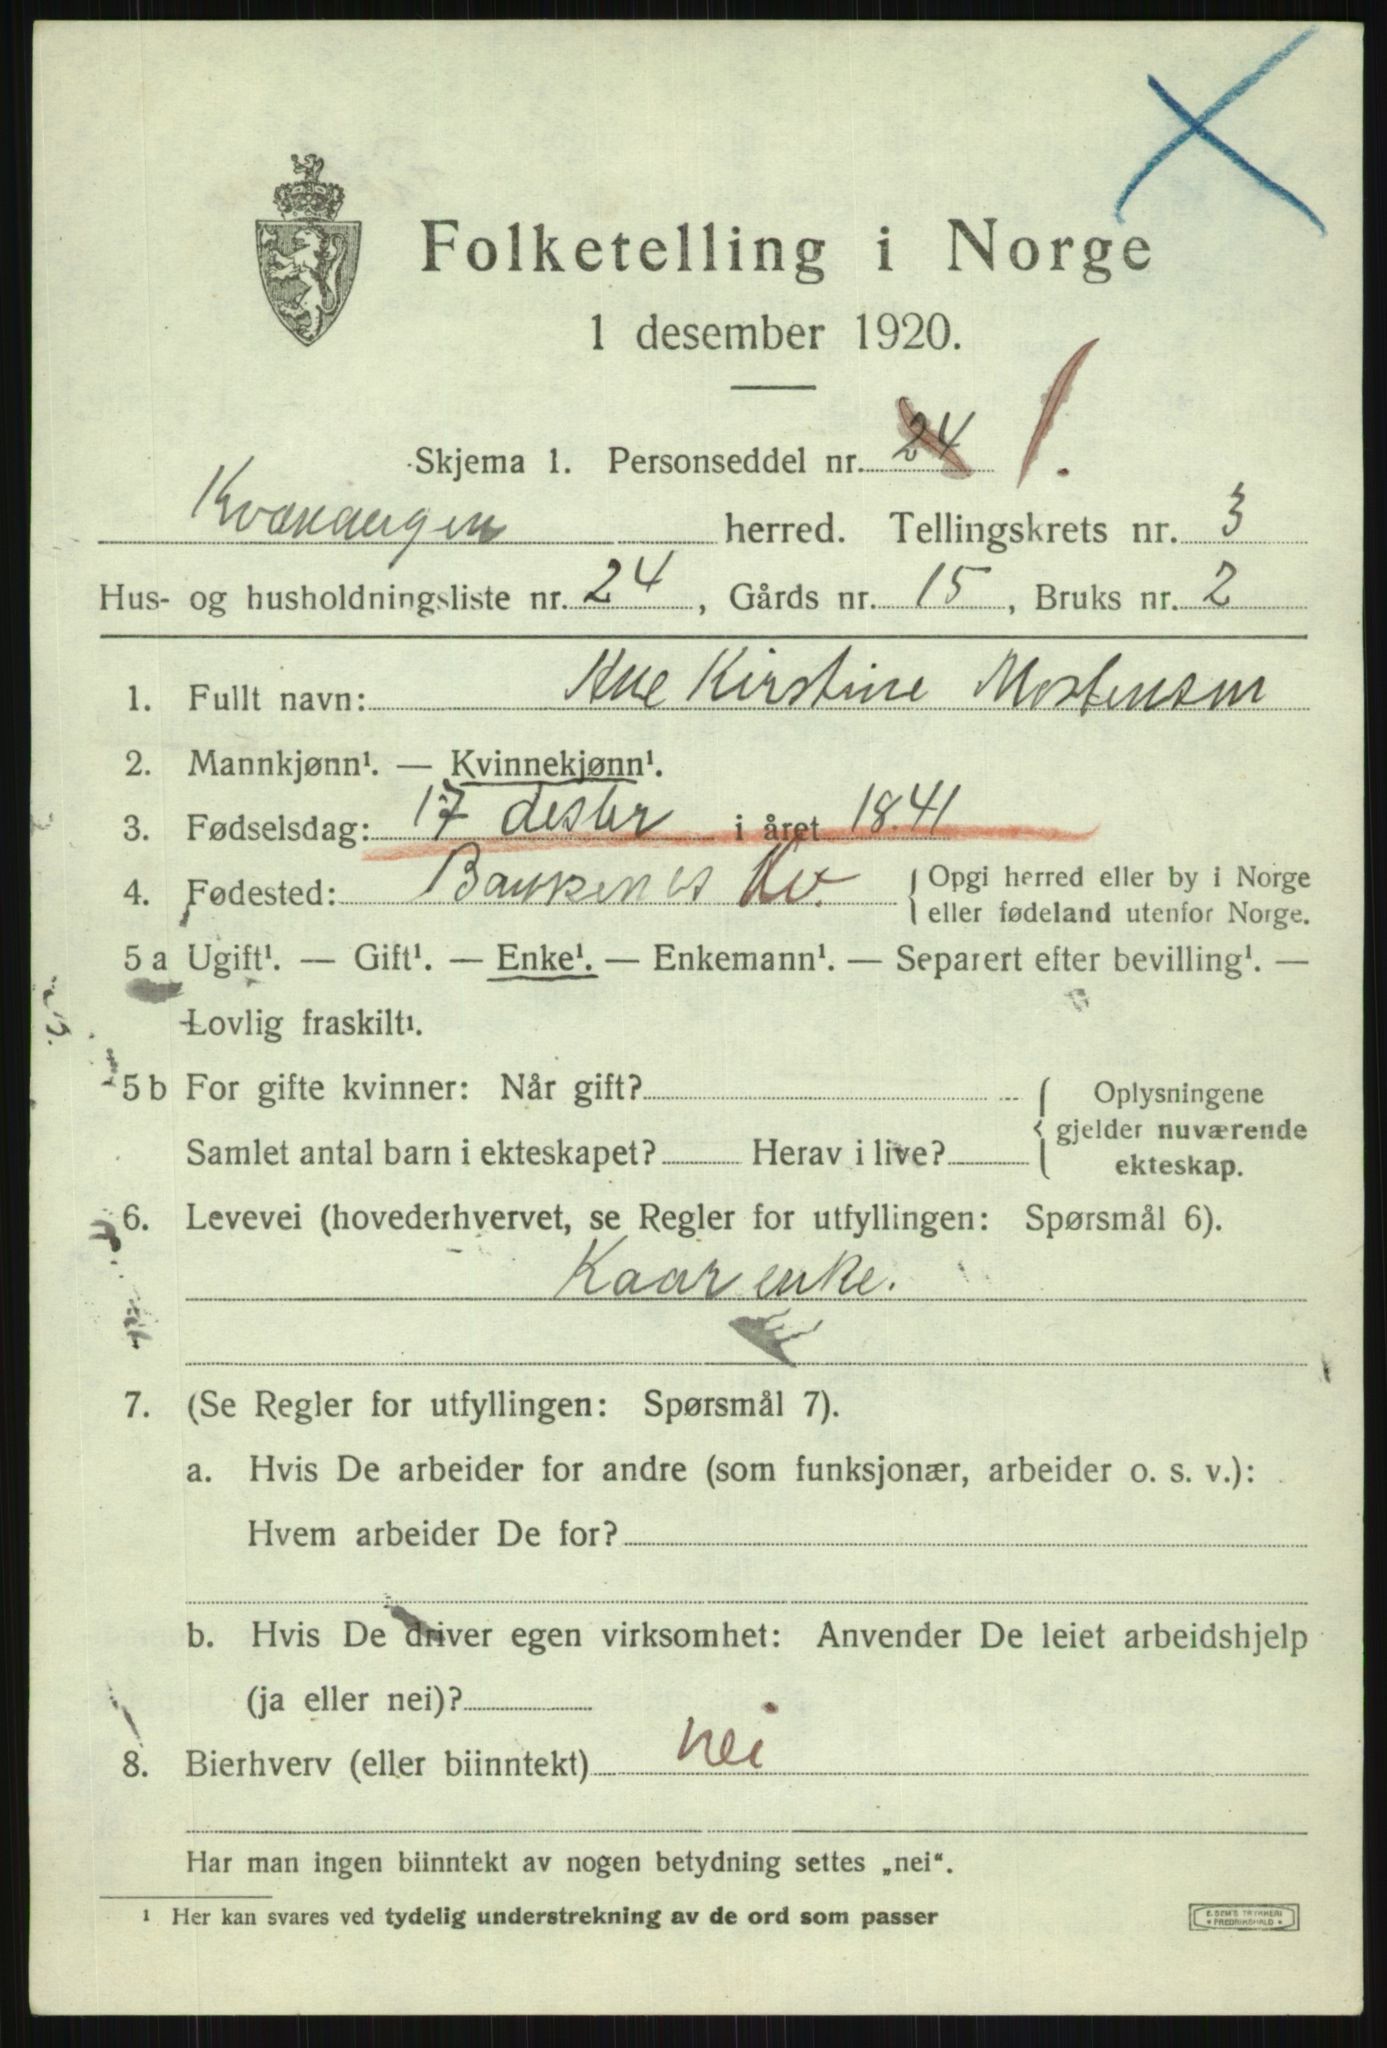 Folketelling i Norge
1 desember 1920.
Skjema 1. Personseddel nr. 24 1.
Kvænangen herred. Tellingskrets nr. 3
Hus- og husholdningsliste nr. 24, Gårds nr. 15, Bruks nr. 2
1. Fullt navn: Ane Kirstine Mortensen
2. Mannkjønn¹. — Kvinnekjønn¹.
3. Fødselsdag: 17 desbr i året 1841
4. Fødested: Kv. { Opgi herred eller by i Norge
eller fødeland utenfor Norge.
5 a Ugift¹. — Gift¹. — Enke¹. — Enkemann¹. — Separert efter bevilling¹. —
Lovlig fraskilt¹.
5 b For gifte kvinner: Når gift? { Oplysningene
gjelder nuværende
Samlet antal barn i ekteskapet? Herav i live?
ekteskap.
6. Levevei (hovederhvervet, se Regler for utfyllingen: Spørsmål 6).
Kaarenke.
7. (Se Regler for utfyllingen: Spørsmål 7).
a. Hvis De arbeider for andre (som funksjonær, arbeider o. s. v.):
Hvem arbeider De for?
b. Hvis De driver egen virksomhet: Anvender De leiet arbeidshjelp
(ja eller nei)?
8. Bierhverv (eller biinntekt) nei
Har man ingen biinntekt av nogen betydning settes „nei“.
¹ Her kan svares ved tydelig understrekning av de ord som passer
E. SEM'S TRYKKERI
FREDRIKSHALD